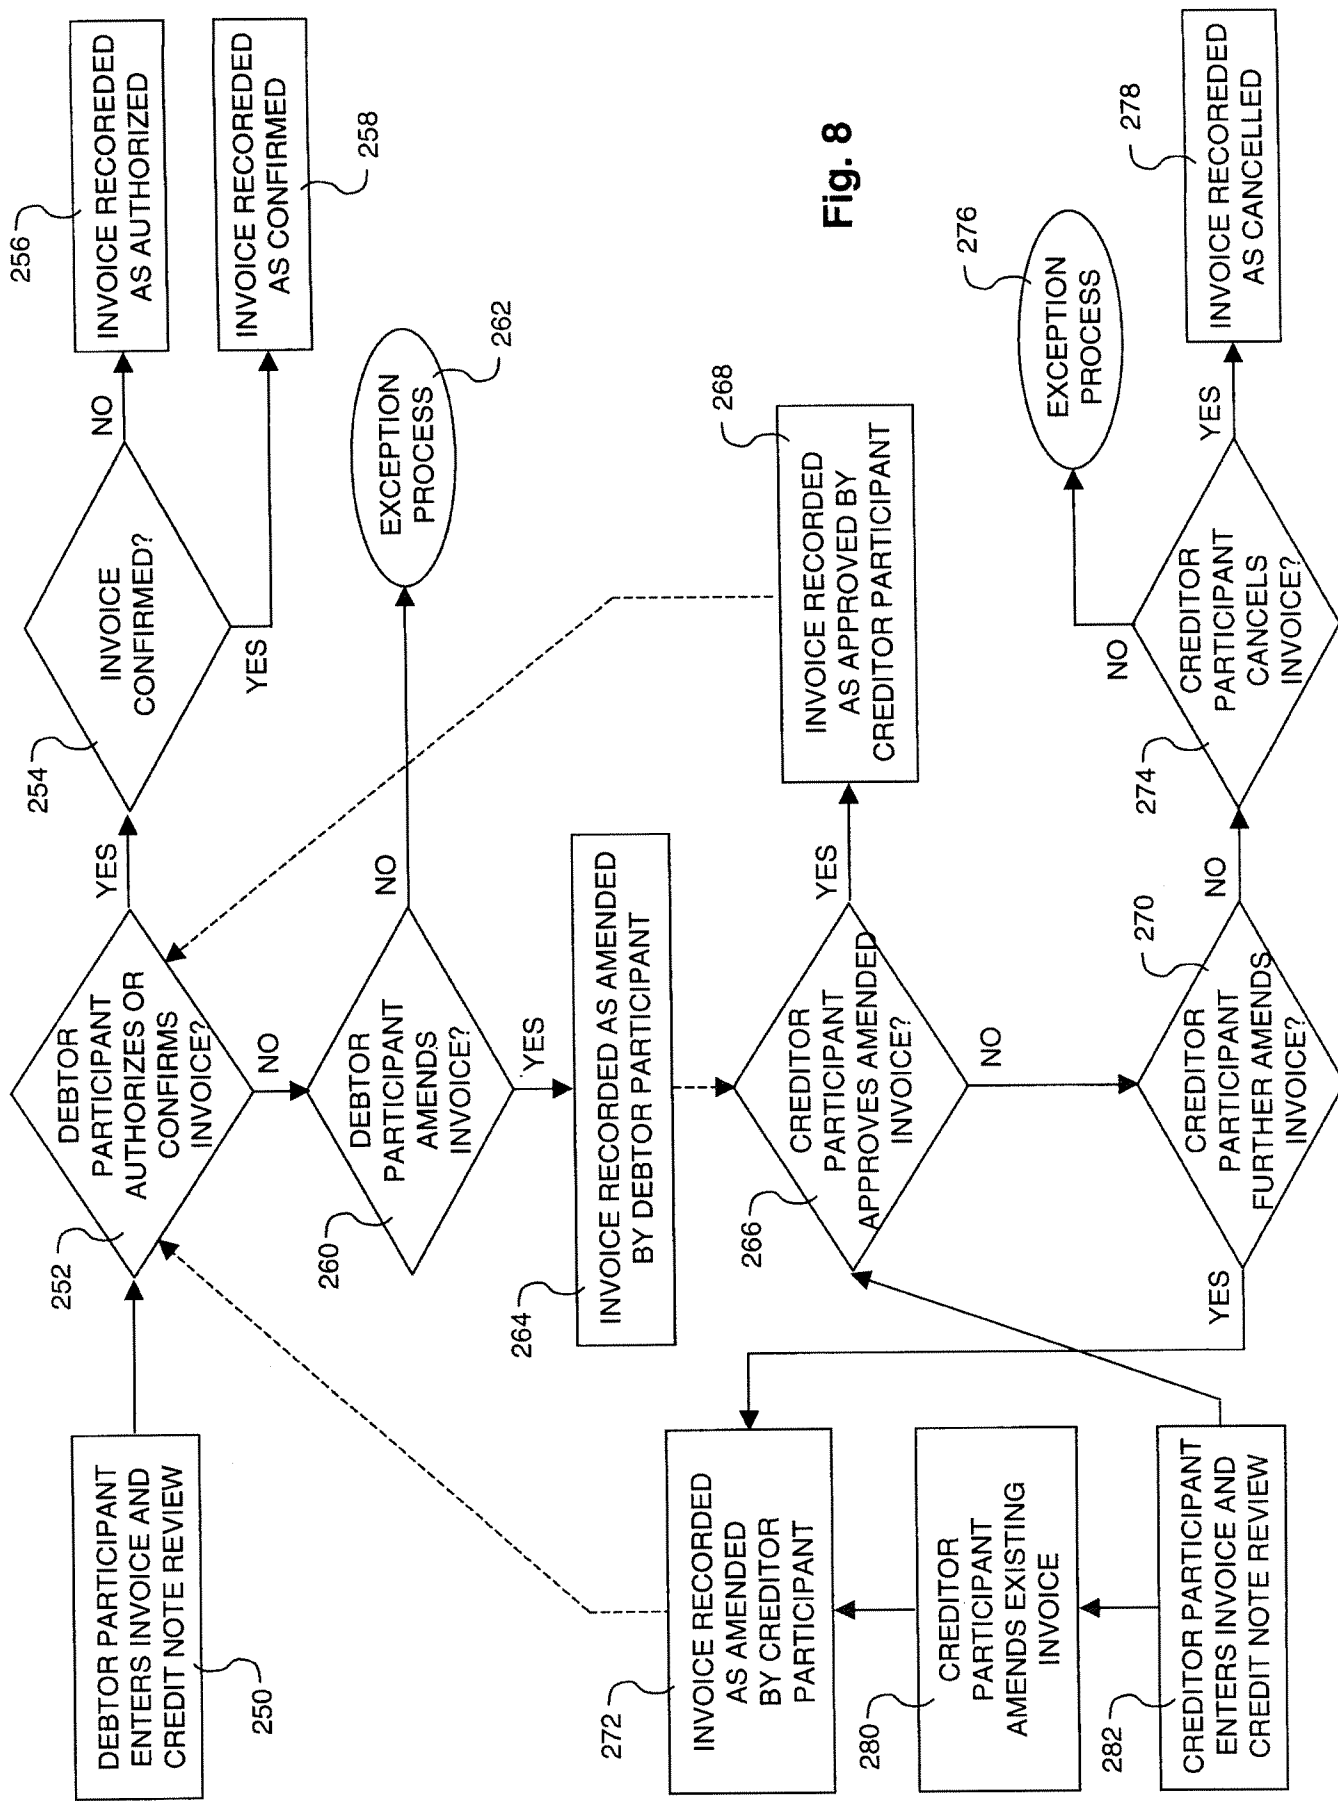 DEBTOR PARTICIPANT
ENTERS INVOICE AND
CREDIT NOTE REVIEW
250
252
DEBTOR
PARTICIPANT
AUTHORIZES OR
CONFIRMS
INVOICE?
YES
NO
254
INVOICE
CONFIRMED?
NO
YES
256
INVOICE RECOREDED
AS AUTHORIZED
INVOICE RECOREDED
AS CONFIRMED
258
260
DEBTOR
PARTICIPANT
AMENDS
INVOICE?
NO
YES
EXCEPTION
PROCESS
262
264
INVOICE RECORDED AS AMENDED
BY DEBTOR PARTICIPANT
266
CREDITOR
PARTICIPANT
APPROVES AMENDED
INVOICE?
YES
NO
268
INVOICE RECORDED
AS APPROVED BY
CREDITOR PARTICIPANT
Fig. 8
272
INVOICE RECORDED
AS AMENDED
BY CREDITOR
PARTICIPANT
280
CREDITOR
PARTICIPANT
AMENDS EXISTING
INVOICE
282
CREDITOR PARTICIPANT
ENTERS INVOICE AND
CREDIT NOTE REVIEW
270
CREDITOR
PARTICIPANT
FURTHER AMENDS
INVOICE?
YES
NO
274
CREDITOR
PARTICIPANT
CANCELS
INVOICE?
NO
YES
276
EXCEPTION
PROCESS
278
INVOICE RECOREDED
AS CANCELLED